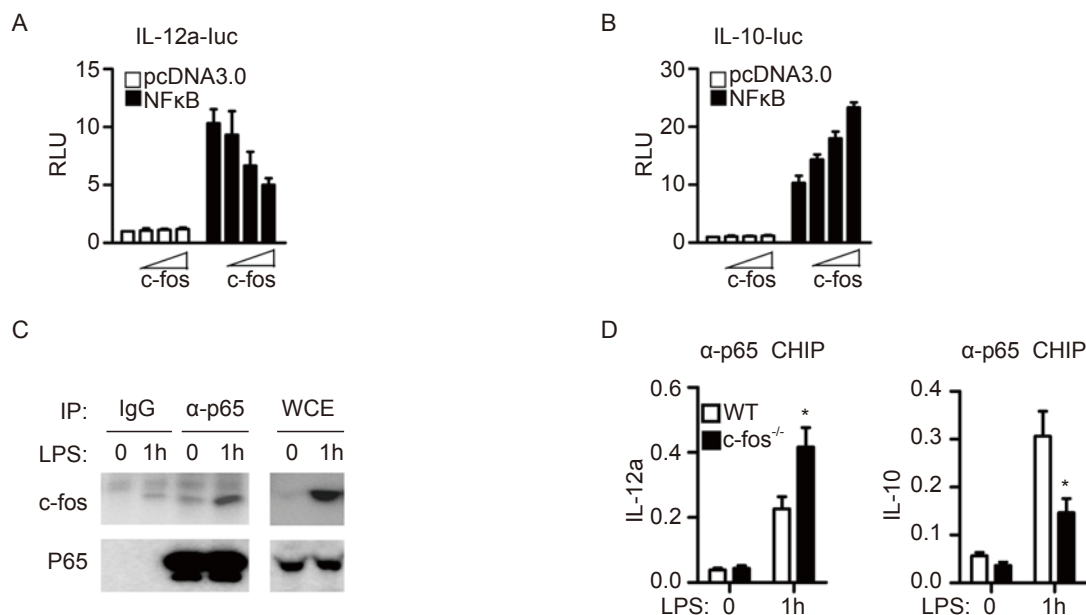 A
IL-12a-luc
15
10
5
0
RLU
pcDNA3.0
NFκB
c-fos
c-fos
B
IL-10-luc
30
20
10
0
RLU
pcDNA3.0
NFκB
c-fos
c-fos
C
IP: IgG α-p65 WCE
LPS: 0 1h 0 1h 0 1h
c-fos
P65
D
α-p65 CHIP
0.6
0.4
0.2
0.0
IL-12a
WT
c-fos-/-
*
LPS: 0 1h
α-p65 CHIP
0.4
0.3
0.2
0.1
0.0
IL-10
*
0 1h